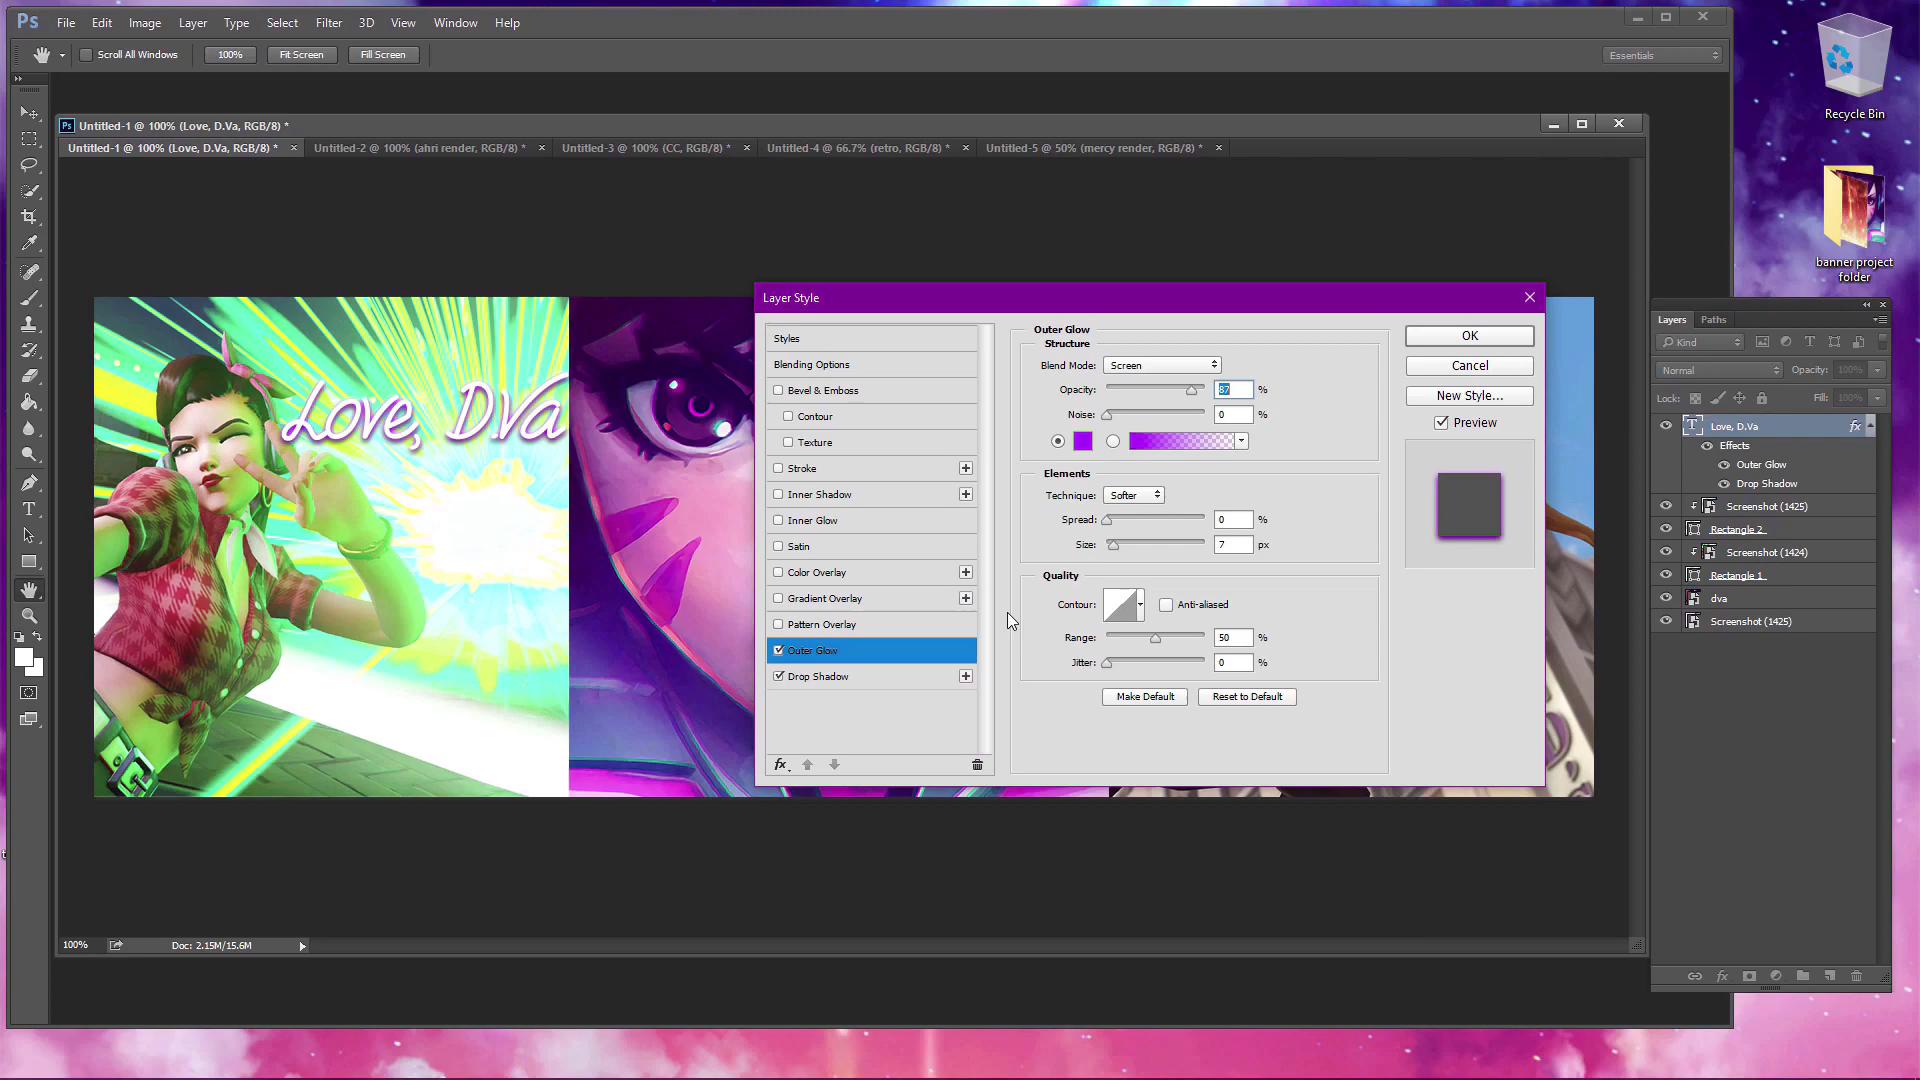 Ps File Edit Image Layer Type Select Filter 3D View Window Help
Scroll All Windows 100% Fit Screen Fill Screen Essentials
Recycle Bin
banner project
folder
Ps Untitled-1 @ 100% (Love, D.Va, RGB/8) *
Untitled-1 @ 100% (Love, D.Va, RGB/8) * × Untitled-2 @ 100% (ahri render, RGB/8) * × Untitled-3 @ 100% (CC, RGB/8) * × Untitled-4 @ 66.7% (retro, RGB/8) * × Untitled-5 @ 50% (mercy render, RGB/8) * ×
Love, D.Va
Layer Style
Styles
Blending Options
Bevel & Emboss
Contour
Texture
Stroke
Inner Shadow
Inner Glow
Satin
Color Overlay
Gradient Overlay
Pattern Overlay
Outer Glow
Drop Shadow
fx
Outer Glow
Structure
Blend Mode: Screen
Opacity: 87 %
Noise: 0 %
Elements
Technique: Softer
Spread: 0 %
Size: 7 px
Quality
Contour: Anti-aliased
Range: 50 %
Jitter: 0 %
Make Default Reset to Default
OK
Cancel
New Style...
Preview
Layers Paths
Kind
Normal Opacity: 100%
Lock: Fill: 100%
T Love, D.Va fx
Effects
Outer Glow
Drop Shadow
Screenshot (1425)
Rectangle 2
Screenshot (1424)
Rectangle 1
dva
Screenshot (1425)
fx
100% Doc: 2.15M/15.6M